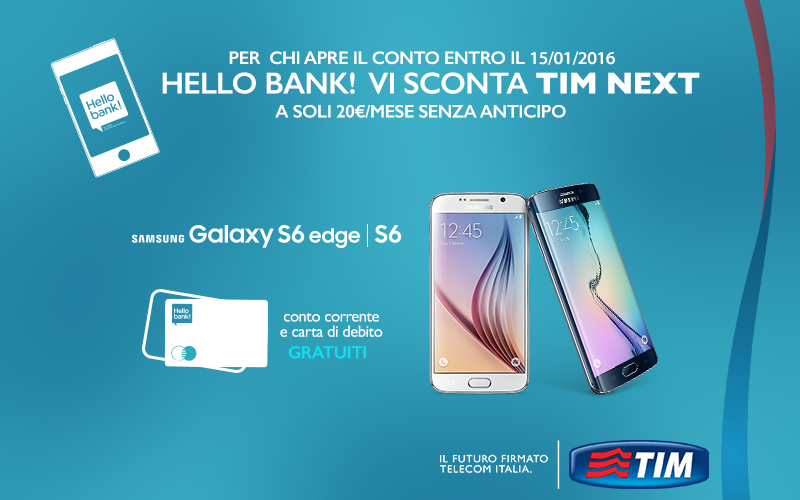 PER CHI APRE IL CONTO ENTRO IL 15/01/2016
HELLO BANK! VI SCONTA TIM NEXT
A SOLI 20€/MESE SENZA ANTICIPO
Hello
bank!
SAMSUNG Galaxy S6 edge | S6
SAMSUNG
12:45
SAMSUNG
12:45
Hello
bank!
conto corrente
e carta di debito
GRATUITI
IL FUTURO FIRMATO
TELECOM ITALIA.
TIM